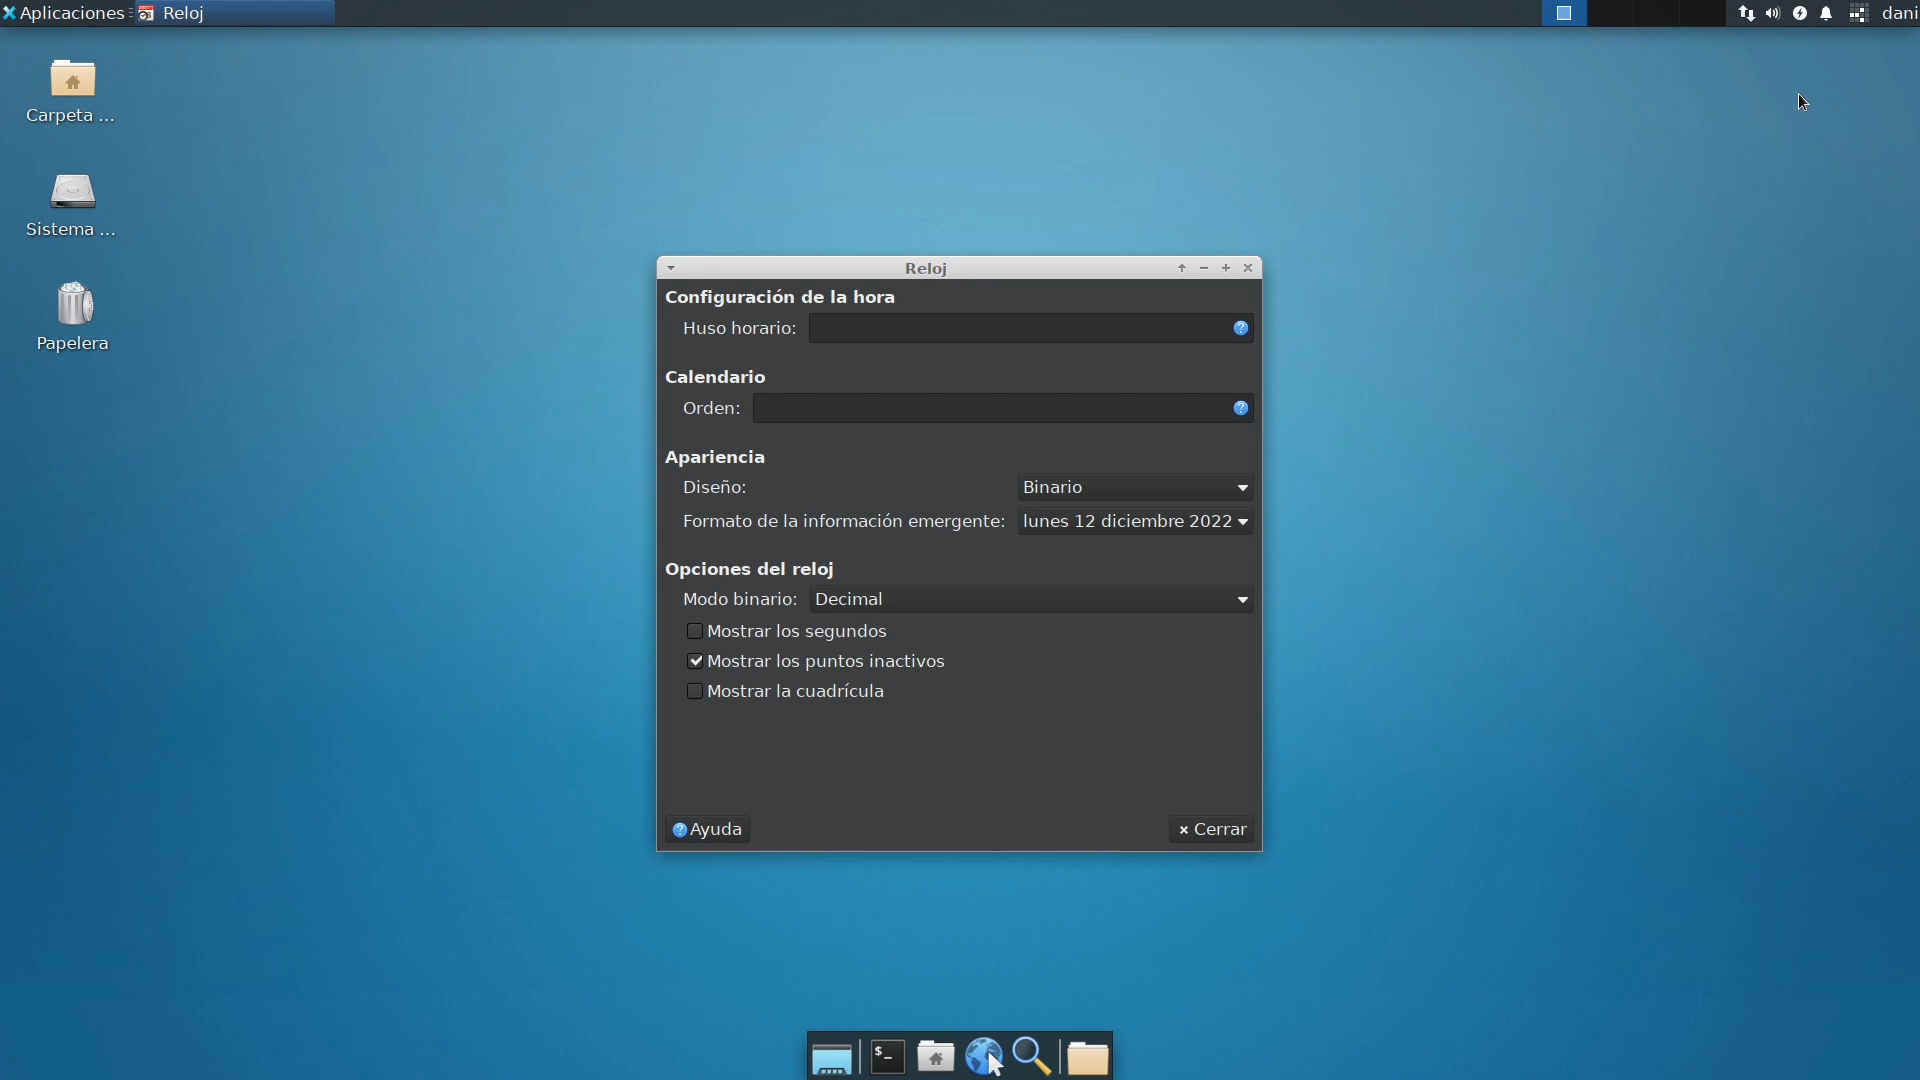 Aplicaciones
Reloj
dani
Carpeta ...
Sistema ...
Papelera
Reloj
Configuración de la hora
Huso horario:
Calendario
Orden:
Apariencia
Diseño: Binario
Formato de la información emergente: lunes 12 diciembre 2022
Opciones del reloj
Modo binario: Decimal
Mostrar los segundos
Mostrar los puntos inactivos
Mostrar la cuadrícula
Ayuda
Cerrar
$_